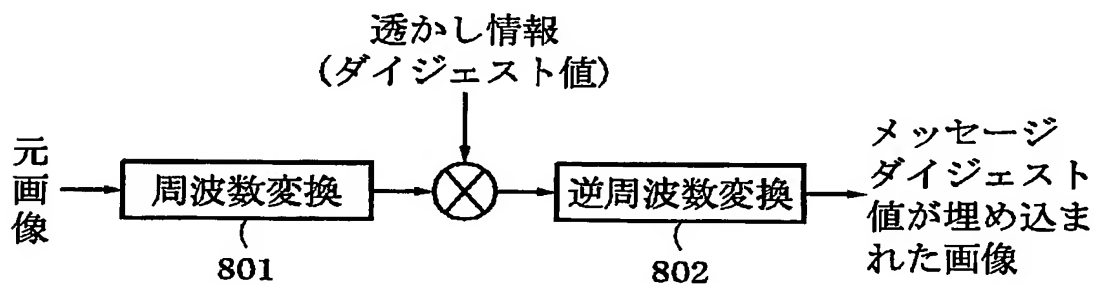 透かし情報
(ダイジェスト値)
元
画
像
周波数変換
逆周波数変換
メッセージ
ダイジェスト
値が埋め込ま
れた画像
801
802